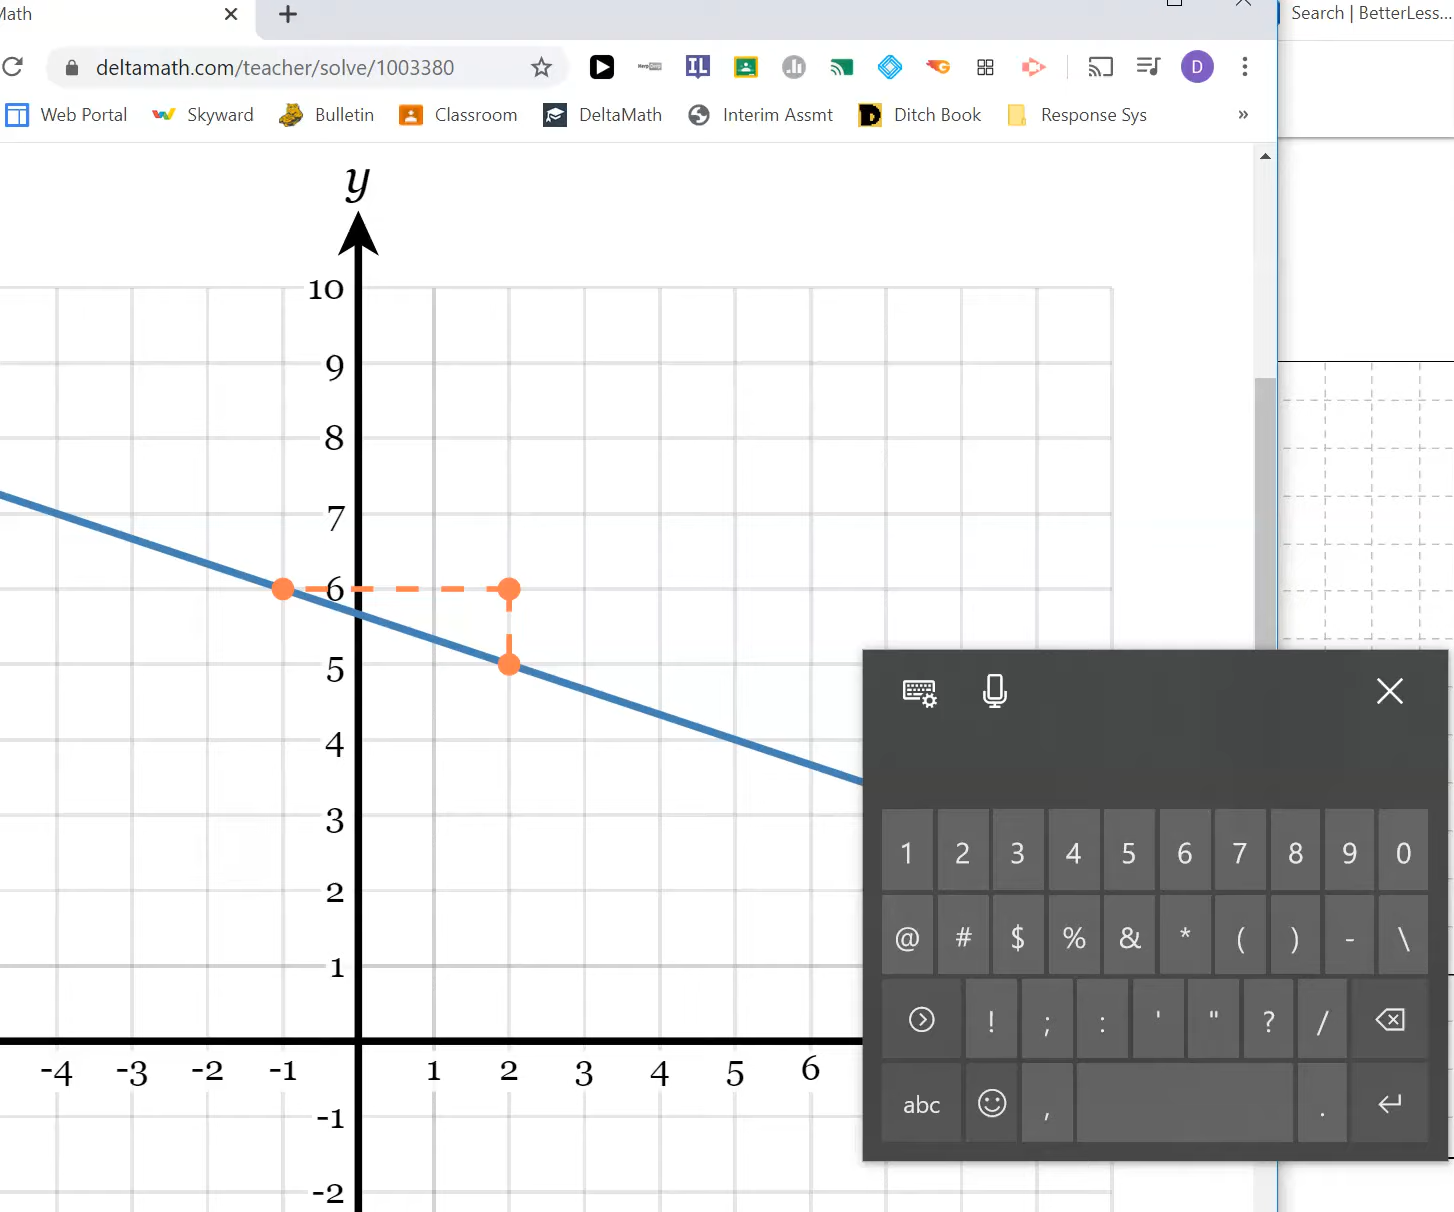 Math
Search | BetterLess...
deltamath.com/teacher/solve/1003380
IL
D
Web Portal
Skyward
Bulletin
Classroom
DeltaMath
Interim Assmt
D
Ditch Book
Response Sys
»
y
10
9
8
7
6
5
4
3
2
1
-4 -3 -2 -1 1 2 3 4 5 6
-1
-2
1 2 3 4 5 6 7 8 9 0
@ # $ % & * ( ) - \
! ; : ' " ? /
abc , .